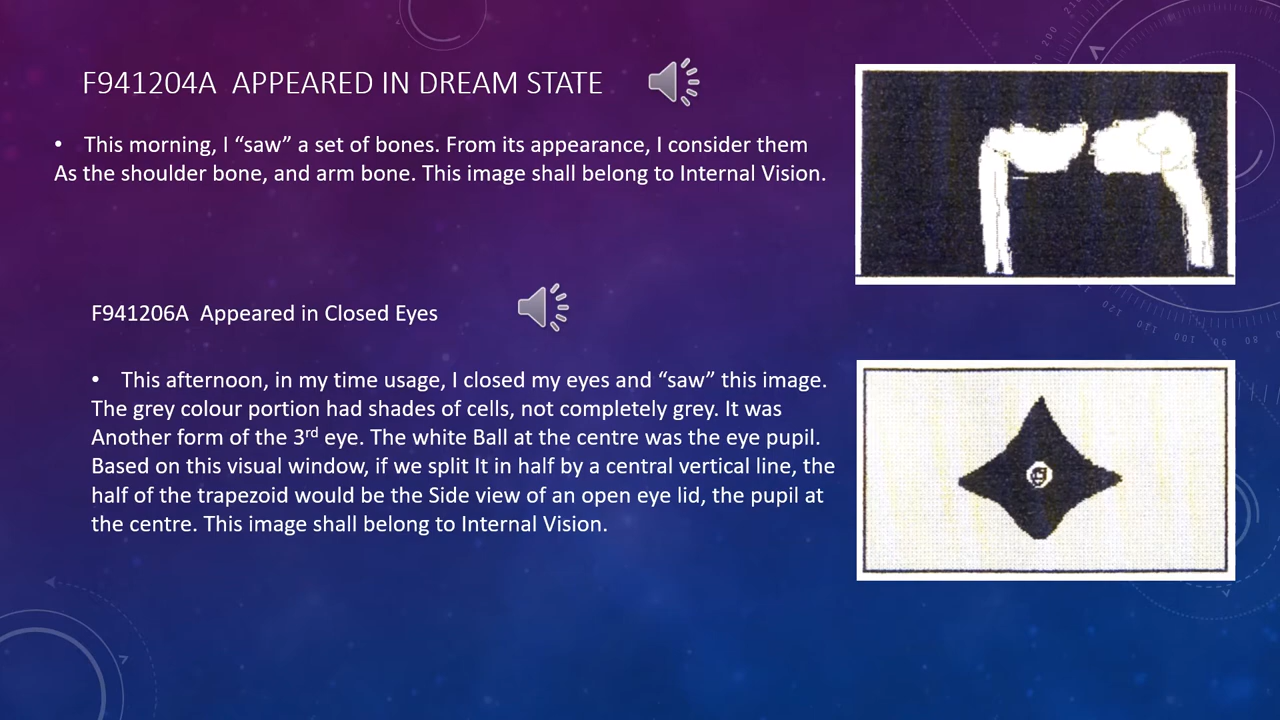 F941204A  APPEARED IN DREAM STATE
• This morning, I “saw” a set of bones. From its appearance, I consider them
As the shoulder bone, and arm bone. This image shall belong to Internal Vision.
F941206A  Appeared in Closed Eyes
• This afternoon, in my time usage, I closed my eyes and “saw” this image.
The grey colour portion had shades of cells, not completely grey. It was
Another form of the 3rd eye. The white Ball at the centre was the eye pupil.
Based on this visual window, if we split It in half by a central vertical line, the
half of the trapezoid would be the Side view of an open eye lid, the pupil at
the centre. This image shall belong to Internal Vision.
200
120
110
100
90
80